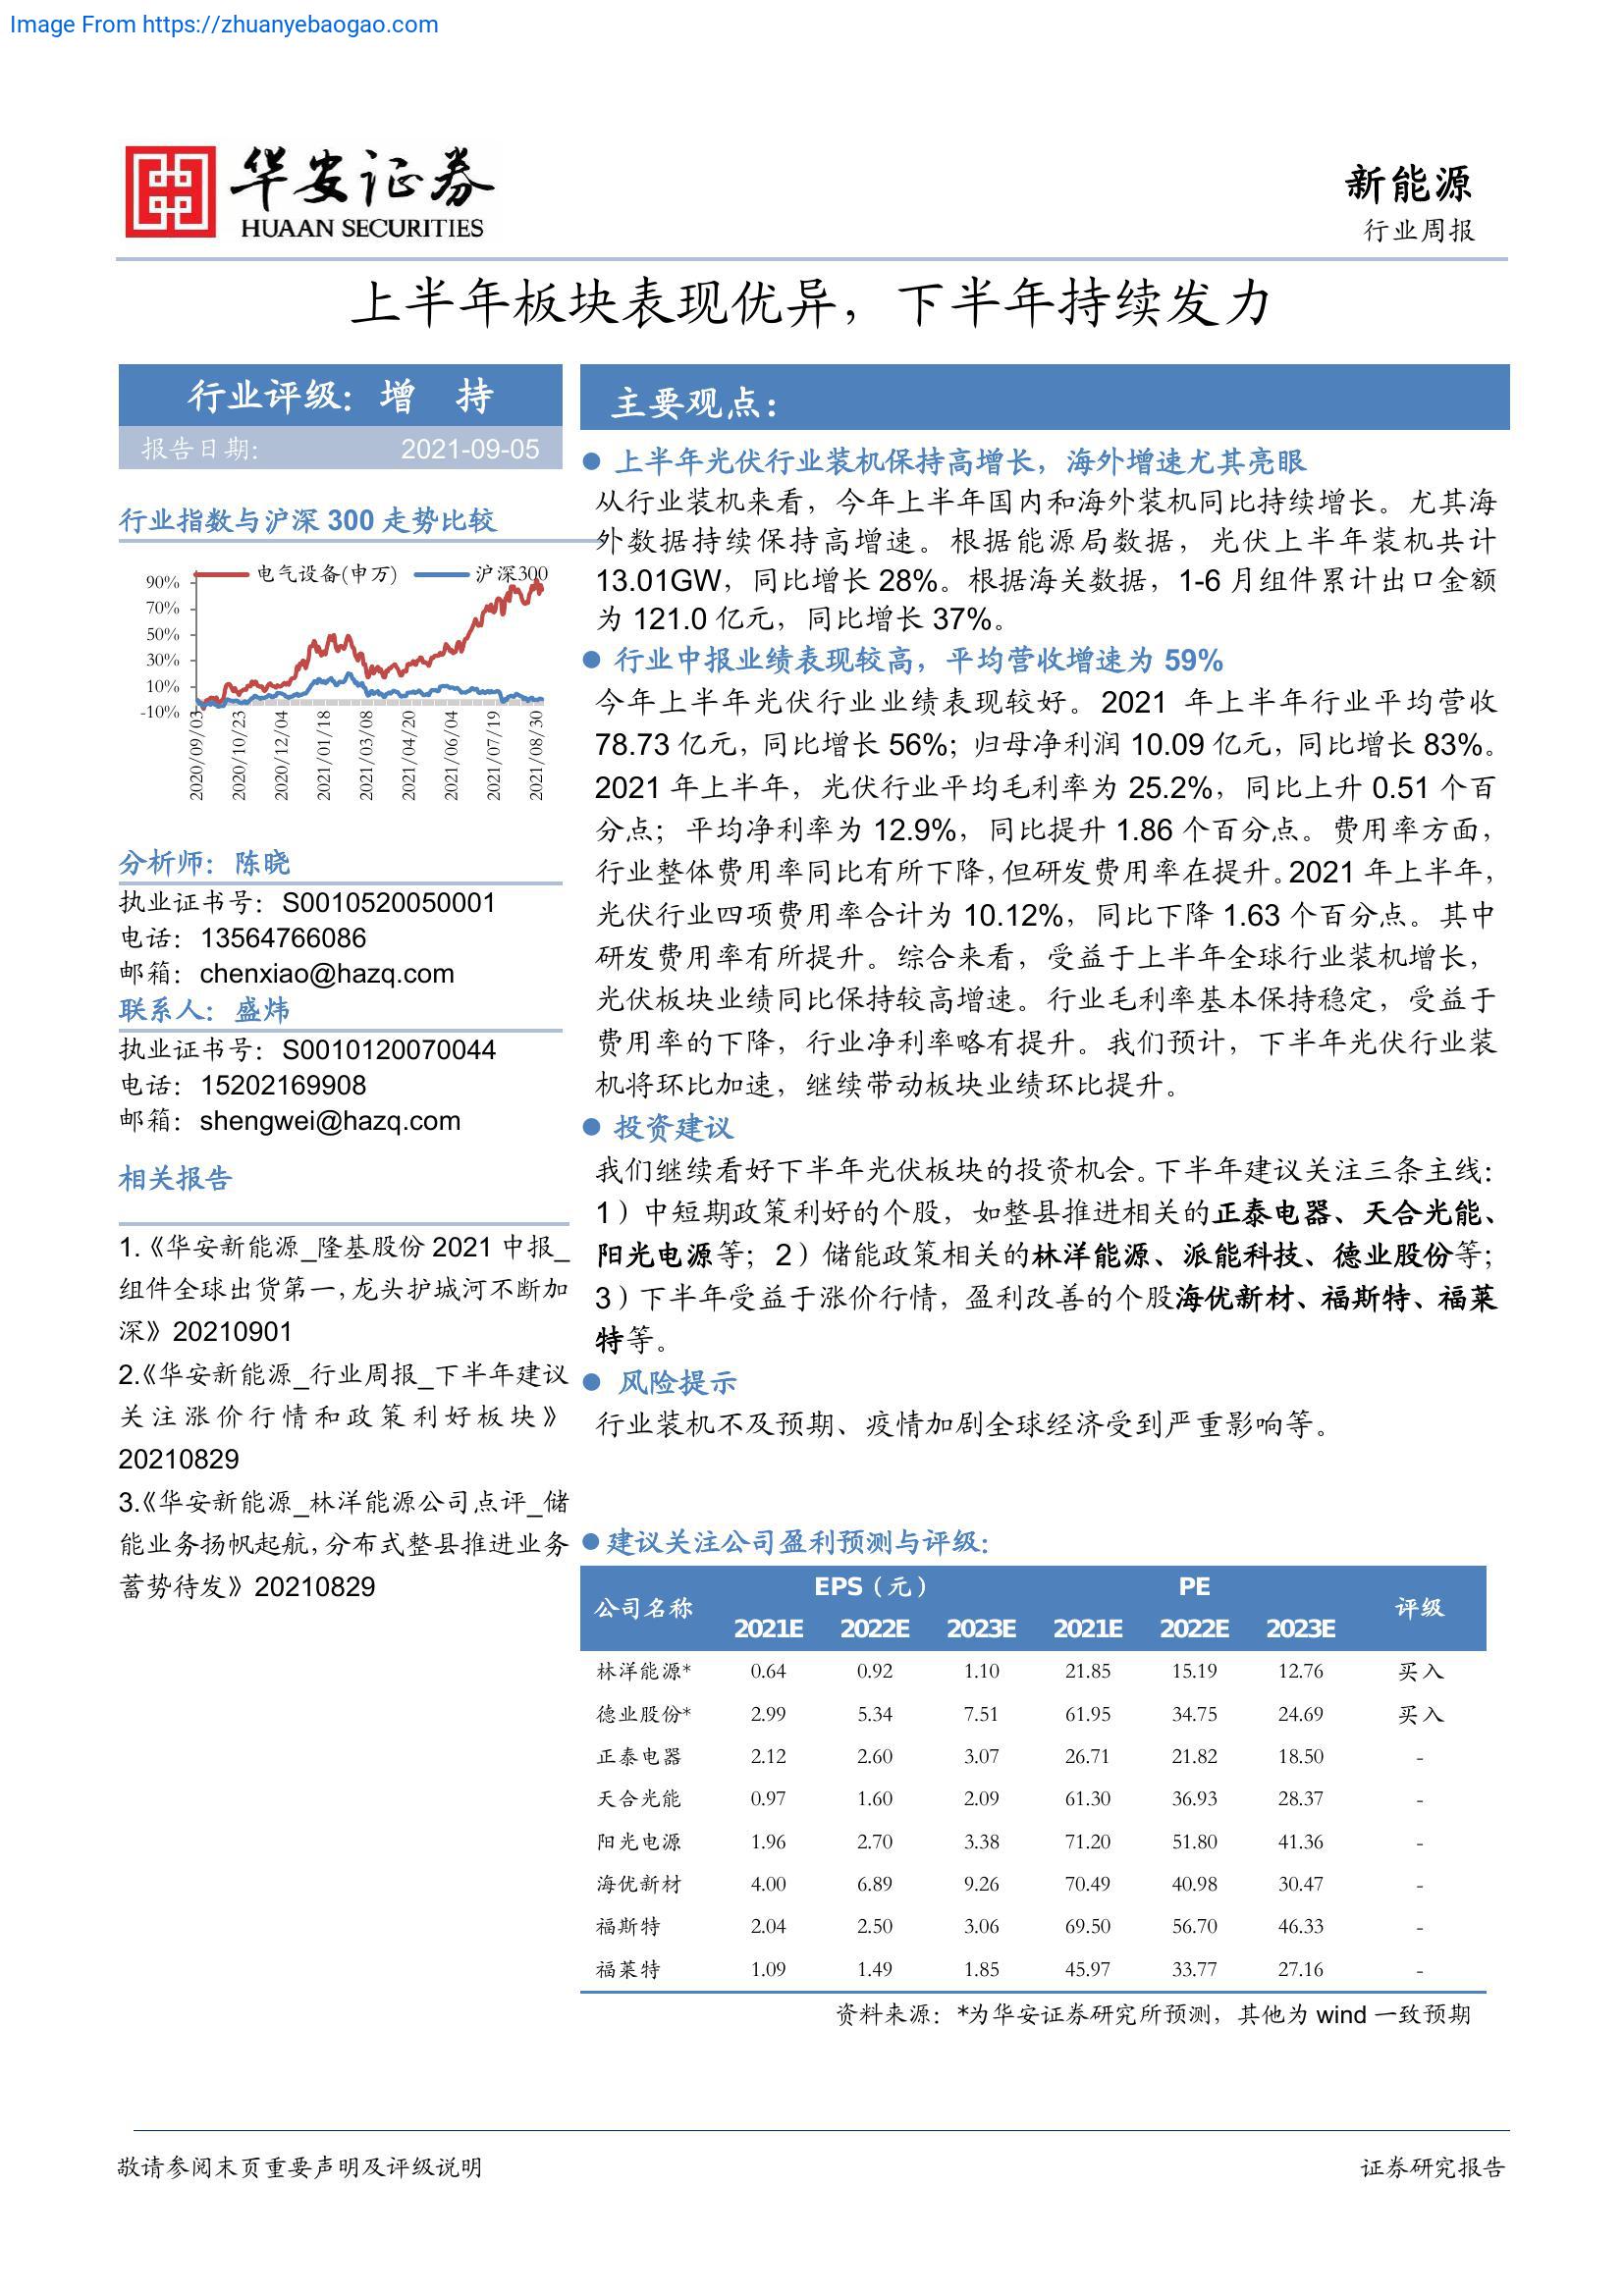 Image From https://zhuanyebaogao.com
华安证券
HUAAN SECURITIES
新能源
行业周报
上半年板块表现优异，下半年持续发力
行业评级：增 持
报告日期： 2021-09-05
行业指数与沪深 300 走势比较
电气设备(申万) 沪深300
90%
70%
50%
30%
10%
-10%
2020/09/03
2020/10/23
2020/12/04
2021/01/18
2021/03/08
2021/04/20
2021/06/04
2021/07/19
2021/08/30
分析师：陈晓
执业证书号：S0010520050001
电话：13564766086
邮箱：chenxiao@hazq.com
联系人：盛炜
执业证书号：S0010120070044
电话：15202169908
邮箱：shengwei@hazq.com
相关报告
1.《华安新能源_隆基股份 2021 中报_
组件全球出货第一,龙头护城河不断加
深》20210901
2.《华安新能源_行业周报_下半年建议
关注涨价行情和政策利好板块》
20210829
3.《华安新能源_林洋能源公司点评_储
能业务扬帆起航,分布式整县推进业务
蓄势待发》20210829
主要观点：
● 上半年光伏行业装机保持高增长，海外增速尤其亮眼
从行业装机来看，今年上半年国内和海外装机同比持续增长。尤其海
外数据持续保持高增速。根据能源局数据，光伏上半年装机共计
13.01GW，同比增长 28%。根据海关数据，1-6 月组件累计出口金额
为 121.0 亿元，同比增长 37%。
● 行业中报业绩表现较高，平均营收增速为 59%
今年上半年光伏行业业绩表现较好。2021 年上半年行业平均营收
78.73 亿元，同比增长 56%；归母净利润 10.09 亿元，同比增长 83%。
2021 年上半年，光伏行业平均毛利率为 25.2%，同比上升 0.51 个百
分点；平均净利率为 12.9%，同比提升 1.86 个百分点。费用率方面，
行业整体费用率同比有所下降，但研发费用率在提升。2021 年上半年，
光伏行业四项费用率合计为 10.12%，同比下降 1.63 个百分点。其中
研发费用率有所提升。综合来看，受益于上半年全球行业装机增长，
光伏板块业绩同比保持较高增速。行业毛利率基本保持稳定，受益于
费用率的下降，行业净利率略有提升。我们预计，下半年光伏行业装
机将环比加速，继续带动板块业绩环比提升。
● 投资建议
我们继续看好下半年光伏板块的投资机会。下半年建议关注三条主线：
1）中短期政策利好的个股，如整县推进相关的正泰电器、天合光能、
阳光电源等；2）储能政策相关的林洋能源、派能科技、德业股份等；
3）下半年受益于涨价行情，盈利改善的个股海优新材、福斯特、福莱
特等。
● 风险提示
行业装机不及预期、疫情加剧全球经济受到严重影响等。
● 建议关注公司盈利预测与评级：
公司名称 EPS（元） PE 评级
2021E 2022E 2023E 2021E 2022E 2023E
林洋能源* 0.64 0.92 1.10 21.85 15.19 12.76 买入
德业股份* 2.99 5.34 7.51 61.95 34.75 24.69 买入
正泰电器 2.12 2.60 3.07 26.71 21.82 18.50 -
天合光能 0.97 1.60 2.09 61.30 36.93 28.37 -
阳光电源 1.96 2.70 3.38 71.20 51.80 41.36 -
海优新材 4.00 6.89 9.26 70.49 40.98 30.47 -
福斯特 2.04 2.50 3.06 69.50 56.70 46.33 -
福莱特 1.09 1.49 1.85 45.97 33.77 27.16 -
资料来源：*为华安证券研究所预测，其他为 wind 一致预期
敬请参阅末页重要声明及评级说明
证券研究报告